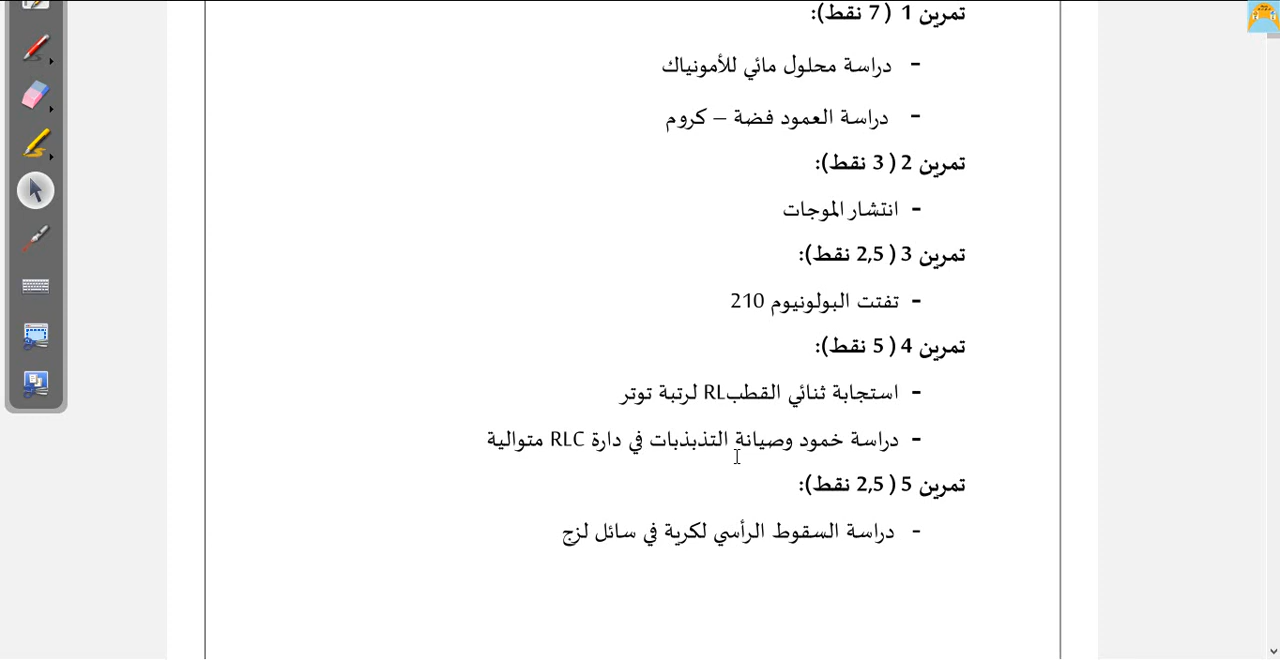 تمرين 1 ( 7 نقط):
- دراسة محلول مائي للأمونياك
- دراسة العمود فضة – كروم
تمرين 2 ( 3 نقط):
- انتشار الموجات
تمرين 3 ( 2,5 نقط):
- تفتت البولونيوم 210
تمرين 4 ( 5 نقط):
- استجابة ثنائي القطبRL لرتبة توتر
- دراسة خمود وصيانة التذبذبات في دارة RLC متوالية
تمرين 5 ( 2,5 نقط):
- دراسة السقوط الرأسي لكرية في سائل لزج